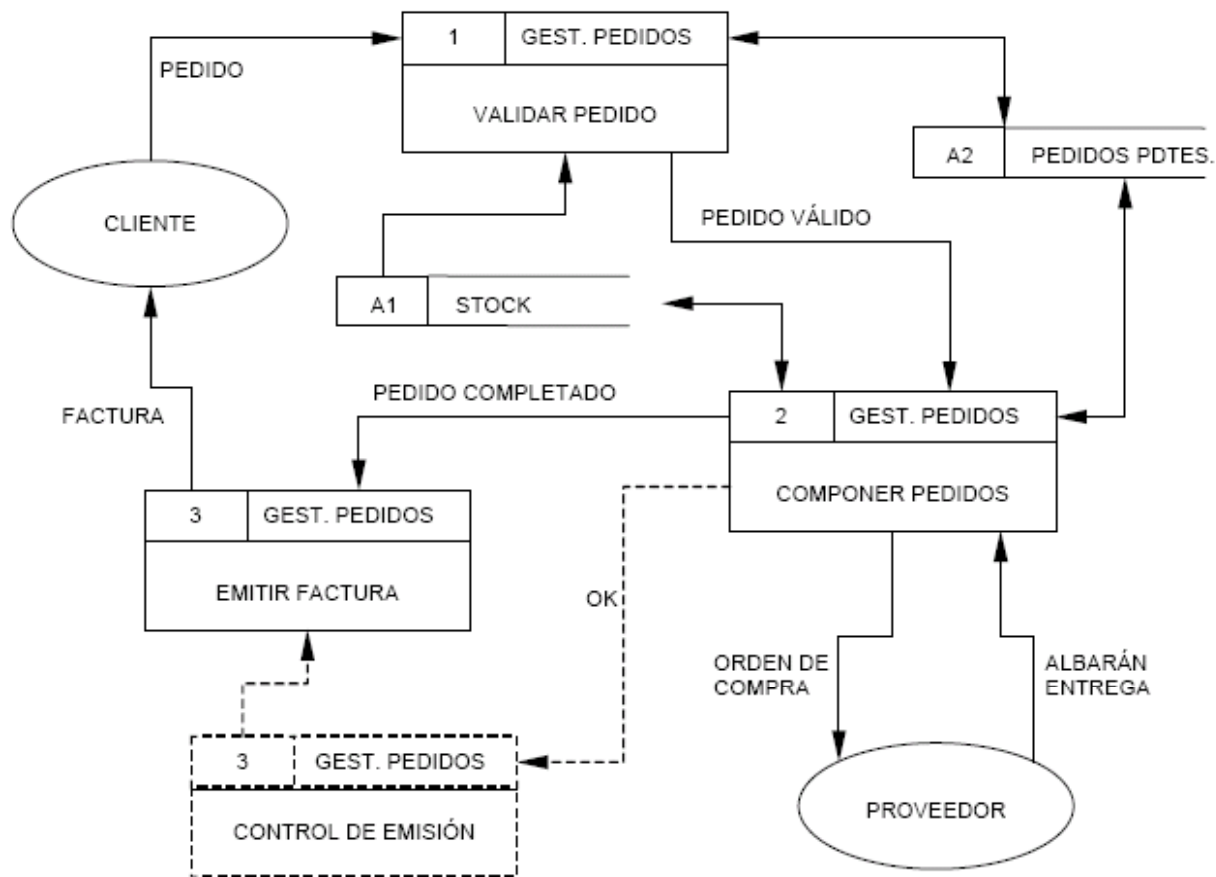 1
GEST. PEDIDOS
VALIDAR PEDIDO
PEDIDO
A2
PEDIDOS PDTES.
CLIENTE
PEDIDO VÁLIDO
A1
STOCK
PEDIDO COMPLETADO
FACTURA
2
GEST. PEDIDOS
COMPONER PEDIDOS
3
GEST. PEDIDOS
EMITIR FACTURA
OK
ORDEN DE
COMPRA
ALBARÁN
ENTREGA
3
GEST. PEDIDOS
CONTROL DE EMISIÓN
PROVEEDOR